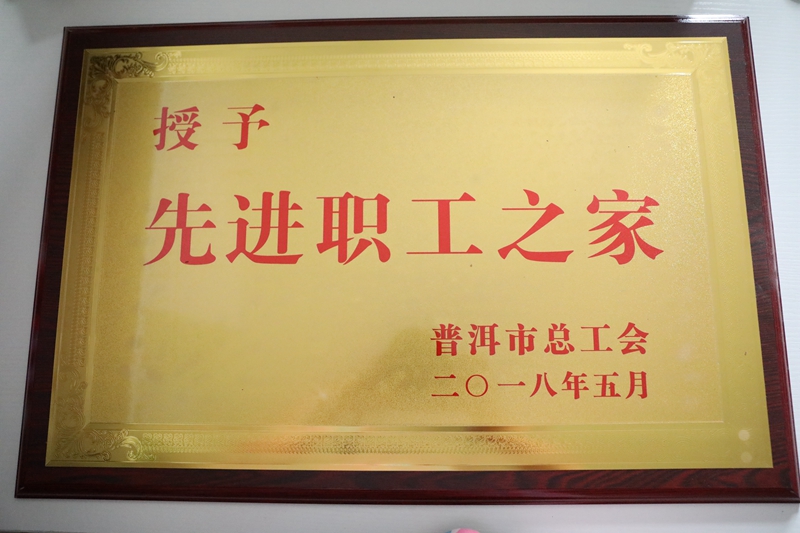 授予
先进职工之家
普洱市总工会
二〇一八年五月